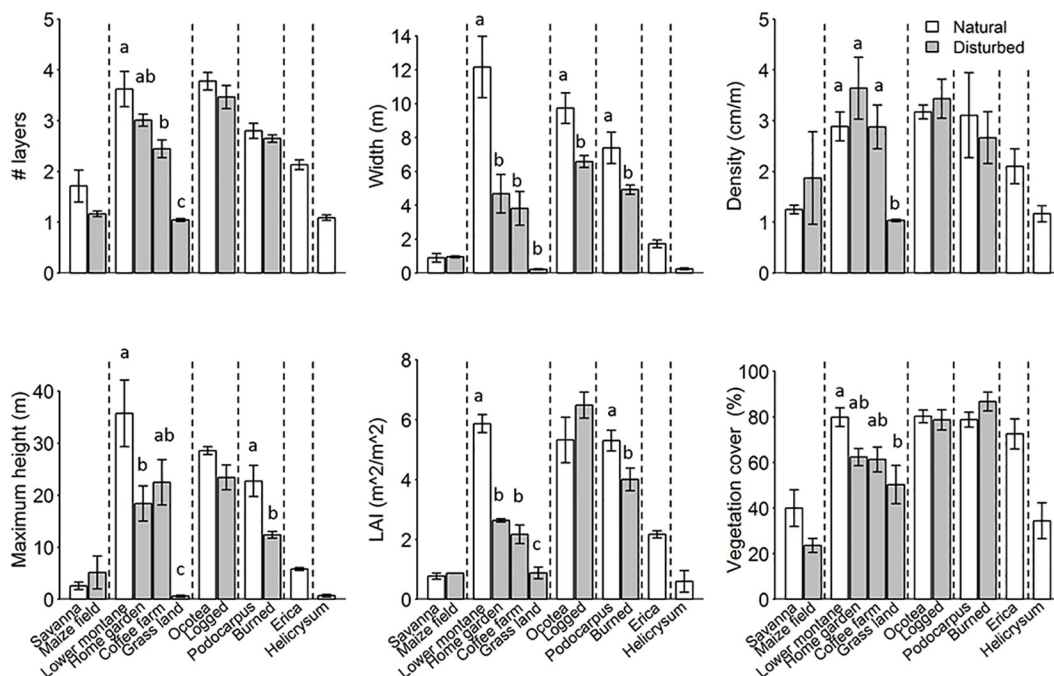 # layers
5
4
3
2
1
0
a
ab
b
c
Width (m)
14
12
10
8
6
4
2
0
a
b
b
b
a
b
a
b
Density (cm/m)
5
4
3
2
1
0
a
a
a
b
Natural
Disturbed
Maximum height (m)
40
30
20
10
0
a
b
ab
c
a
b
Savanna
Maize field
Lower montane
Home garden
Coffee farm
Grass land
Ocotea
Logged
Podocarpus
Burned
Erica
Helicrysum
LAI (m^2/m^2)
8
6
4
2
0
a
b
b
c
a
b
Savanna
Maize field
Lower montane
Home garden
Coffee farm
Grass land
Ocotea
Logged
Podocarpus
Burned
Erica
Helicrysum
Vegetation cover (%)
100
80
60
40
20
0
a
ab
ab
b
Savanna
Maize field
Lower montane
Home garden
Coffee farm
Grass land
Ocotea
Logged
Podocarpus
Burned
Erica
Helicrysum